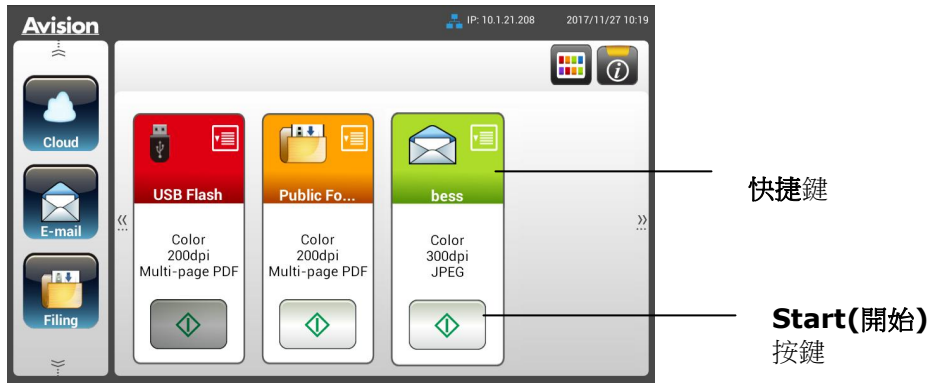 Avision
IP: 10.1.21.208
2017/11/27 10:19
Cloud
E-mail
Filing
USB Flash
Color
200dpi
Multi-page PDF
Public Fo...
Color
200dpi
Multi-page PDF
bess
Color
300dpi
JPEG
快捷鍵
Start(開始)
按鍵